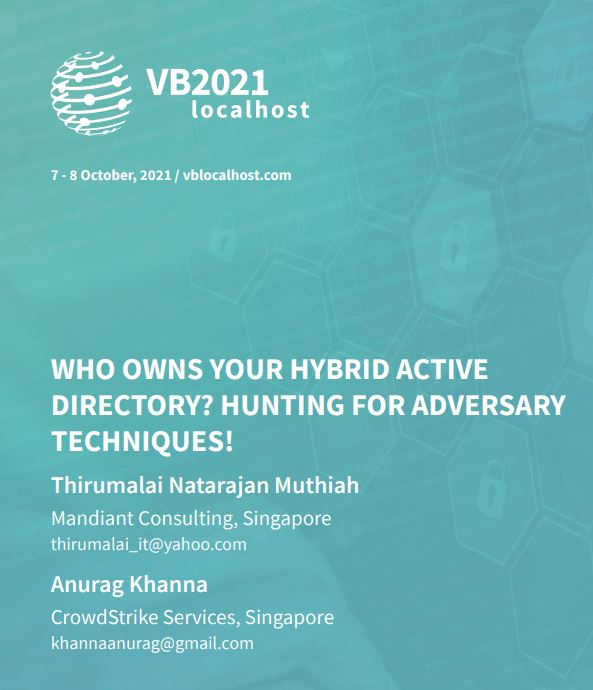 VB2021
localhost
7 - 8 October, 2021 / vblocalhost.com
WHO OWNS YOUR HYBRID ACTIVE
DIRECTORY? HUNTING FOR ADVERSARY
TECHNIQUES!
Thirumalai Natarajan Muthiah
Mandiant Consulting, Singapore
thirumalai_it@yahoo.com
Anurag Khanna
CrowdStrike Services, Singapore
khannaanurag@gmail.com